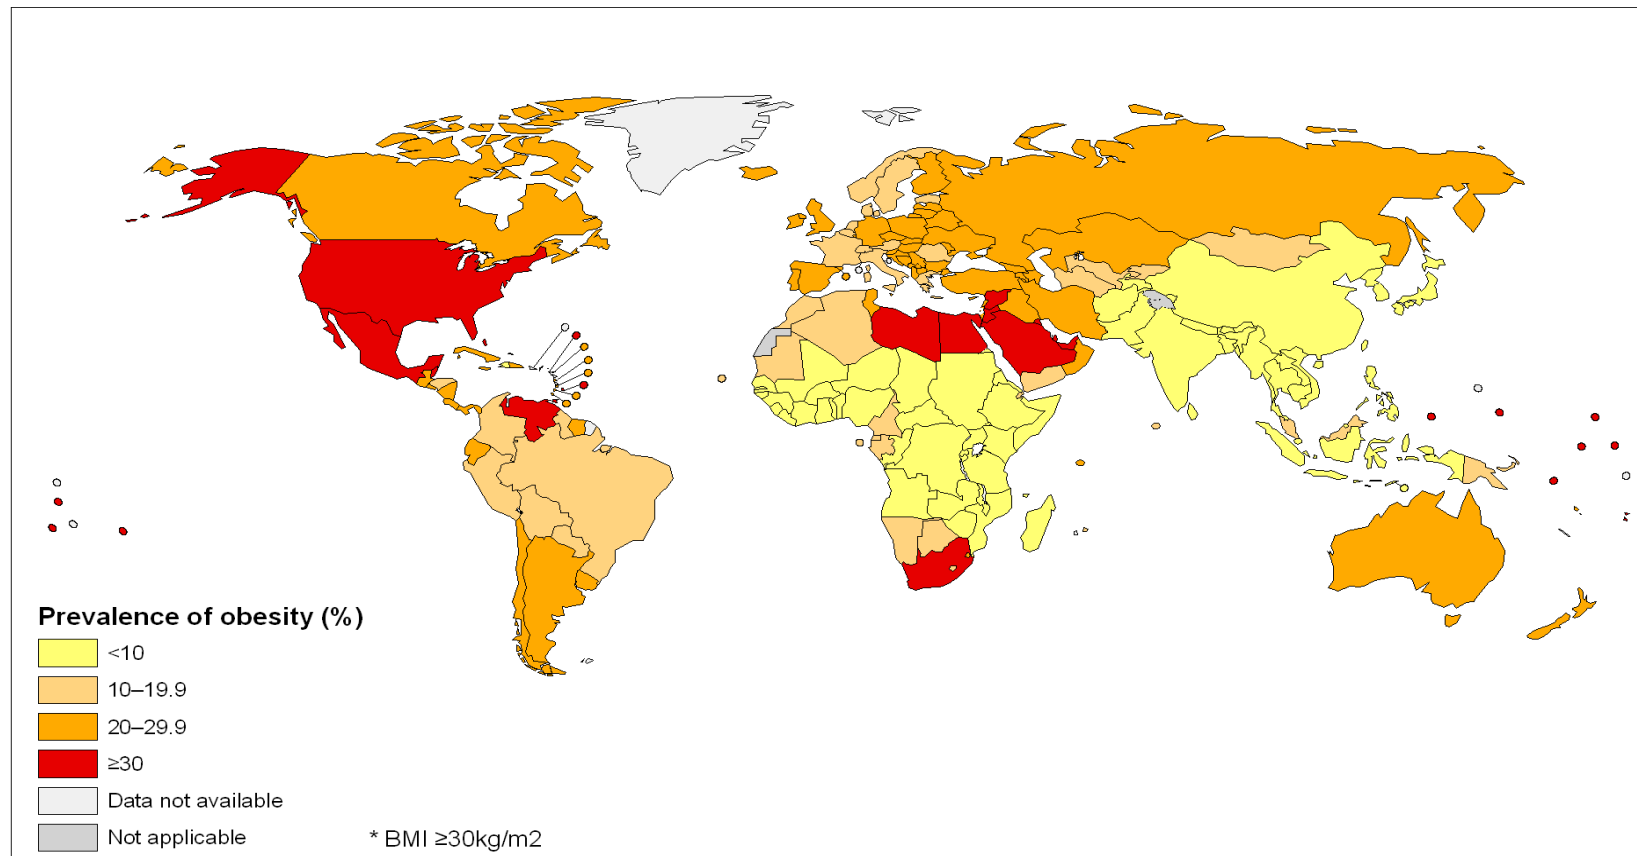 Prevalence of obesity (%)
<10
10–19.9
20–29.9
≥30
Data not available
Not applicable
* BMI ≥30kg/m2